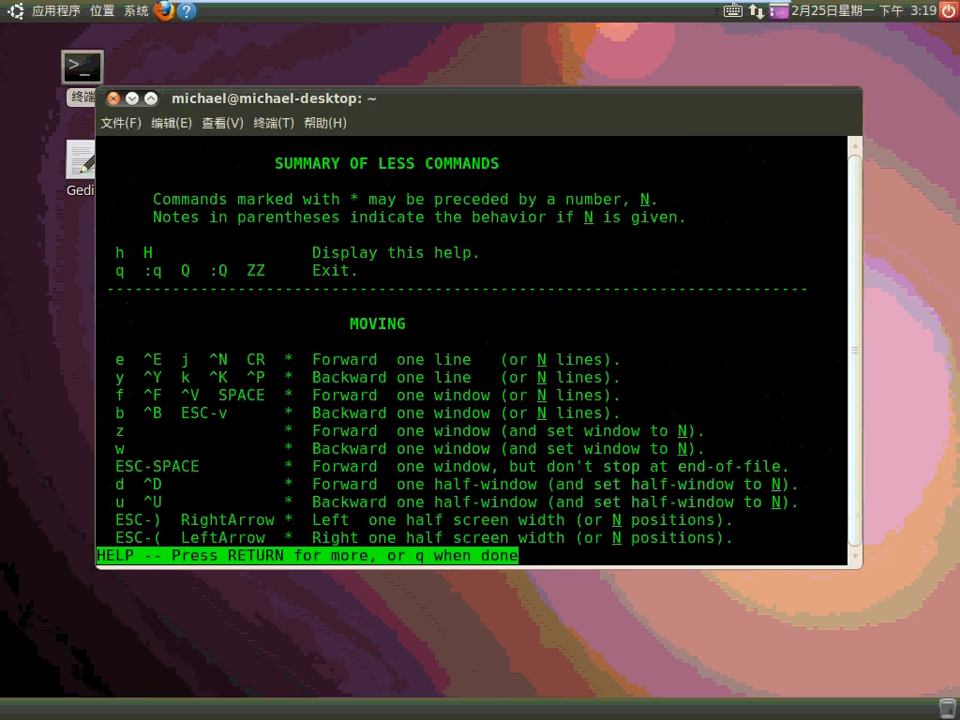 应用程序 位置 系统 2月25日星期一 下午 3:19
终端
michael@michael-desktop: ~
文件(F) 编辑(E) 查看(V) 终端(T) 帮助(H)
Gedi
SUMMARY OF LESS COMMANDS
Commands marked with * may be preceded by a number, N.
Notes in parentheses indicate the behavior if N is given.
h H Display this help.
q :q Q :Q ZZ Exit.
---------------------------------------------------------------------------
MOVING
e ^E j ^N CR * Forward one line (or N lines).
y ^Y k ^K ^P * Backward one line (or N lines).
f ^F ^V SPACE * Forward one window (or N lines).
b ^B ESC-v * Backward one window (or N lines).
z * Forward one window (and set window to N).
w * Backward one window (and set window to N).
ESC-SPACE * Forward one window, but don't stop at end-of-file.
d ^D * Forward one half-window (and set half-window to N).
u ^U * Backward one half-window (and set half-window to N).
ESC-) RightArrow * Left one half screen width (or N positions).
ESC-( LeftArrow * Right one half screen width (or N positions).
HELP -- Press RETURN for more, or q when done